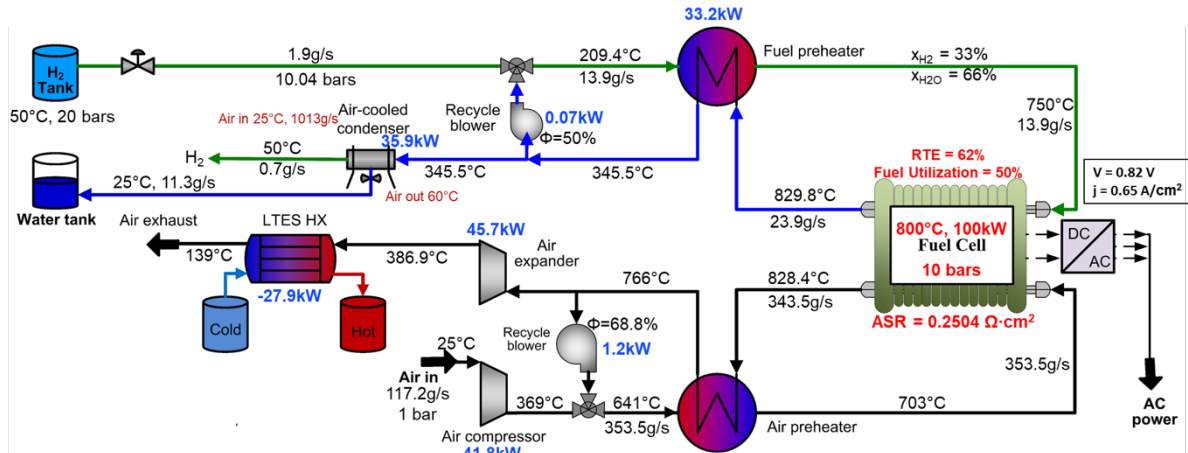 33.2kW
1.9g/s
209.4°C
Fuel preheater
xH2 = 33%
H2
Tank
10.04 bars
13.9g/s
xH2O = 66%
50°C, 20 bars
Air-cooled
condenser
Recycle
blower
0.07kW
750°C
13.9g/s
Air in 25°C, 1013g/s
35.9kW
Φ=50%
H2
50°C
0.7g/s
345.5°C
345.5°C
RTE = 62%
Fuel Utilization = 50%
V = 0.82 V
j = 0.65 A/cm²
25°C, 11.3g/s
Air out 60°C
829.8°C
23.9g/s
Water tank
Air exhaust
LTES HX
45.7kW
Air
expander
800°C, 100kW
Fuel Cell
10 bars
DC
AC
139°C
386.9°C
766°C
828.4°C
343.5g/s
-27.9kW
Cold
Hot
Recycle
blower
Φ=68.8%
1.2kW
ASR = 0.2504 Ω·cm²
25°C
Air in
117.2g/s
1 bar
353.5g/s
369°C
641°C
353.5g/s
703°C
AC
power
Air compressor
Air preheater
41.8kW